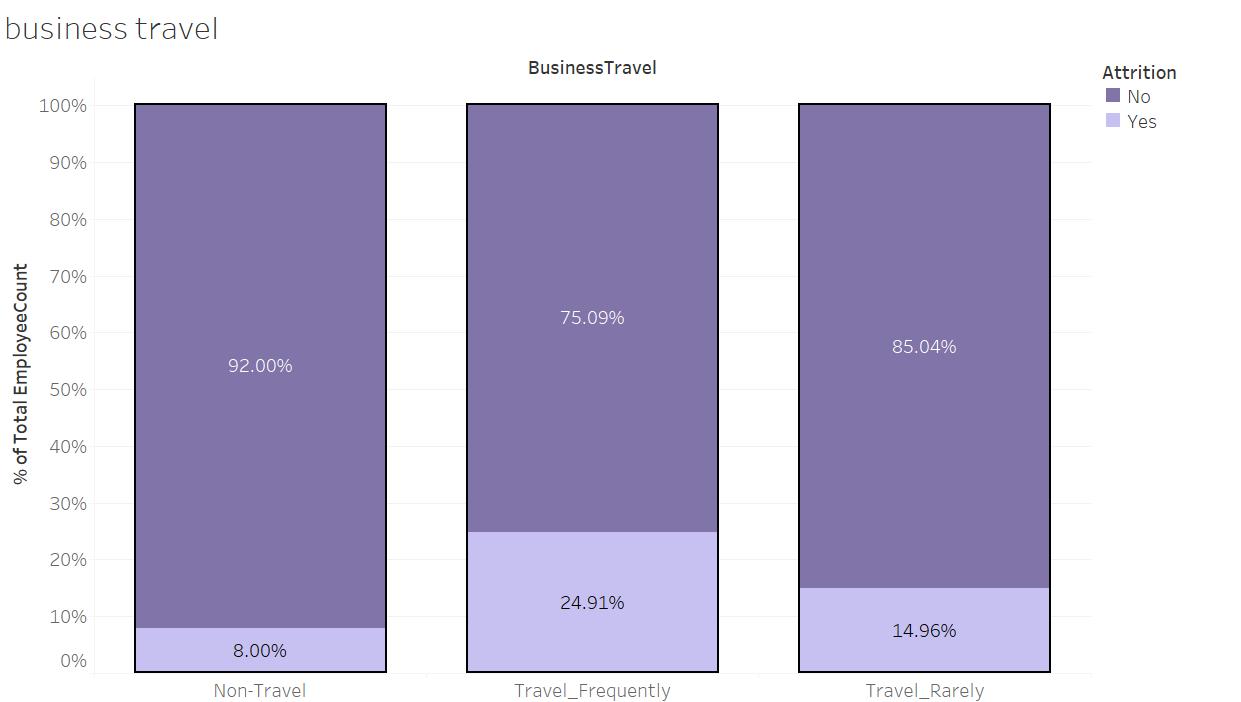 business travel
BusinessTravel
Attrition
No
Yes
% of Total EmployeeCount
100%
90%
80%
70%
60%
50%
40%
30%
20%
10%
0%
92.00%
75.09%
85.04%
8.00%
24.91%
14.96%
Non-Travel
Travel_Frequently
Travel_Rarely